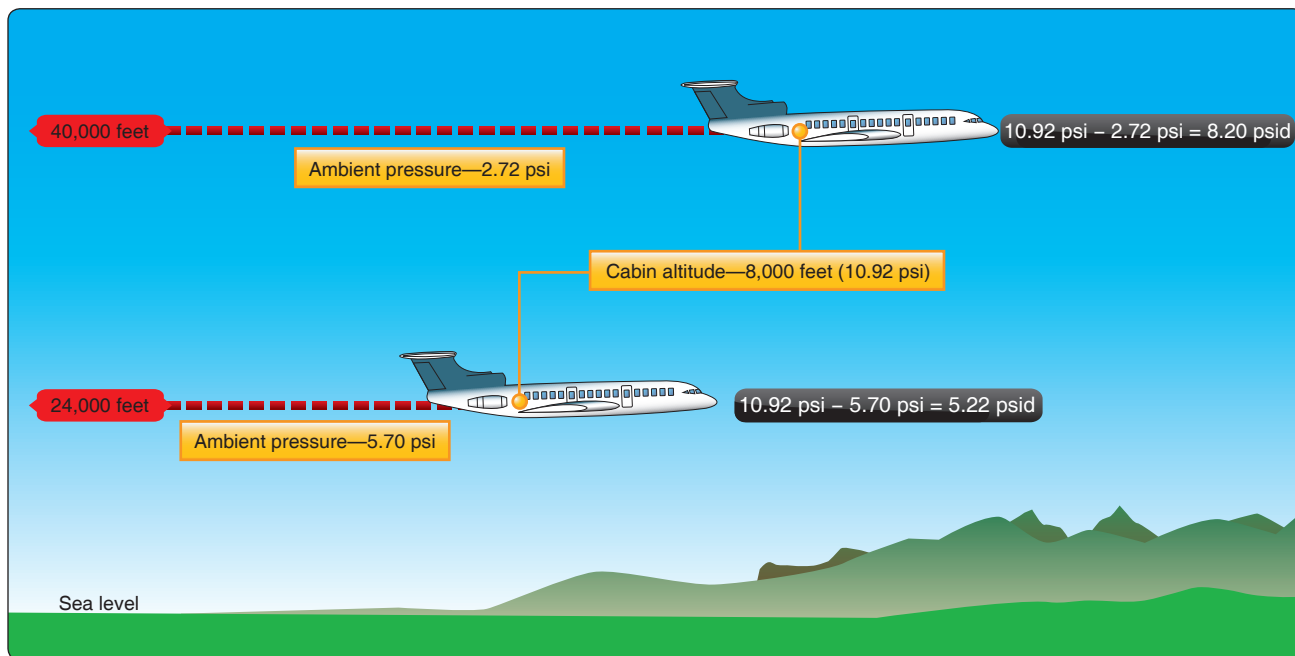 40,000 feet
10.92 psi − 2.72 psi = 8.20 psid
Ambient pressure—2.72 psi
Cabin altitude—8,000 feet (10.92 psi)
24,000 feet
10.92 psi − 5.70 psi = 5.22 psid
Ambient pressure—5.70 psi
Sea level